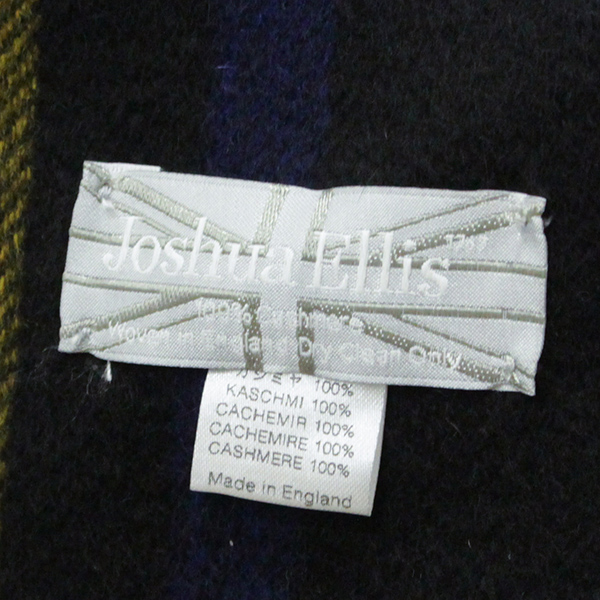 Joshua Ellis 1767
100% Cashmere
Woven in England Dry Clean Only
カシミヤ 100%
KASCHMI 100%
CACHEMIR 100%
CACHEMIRE 100%
CASHMERE 100%
Made in England